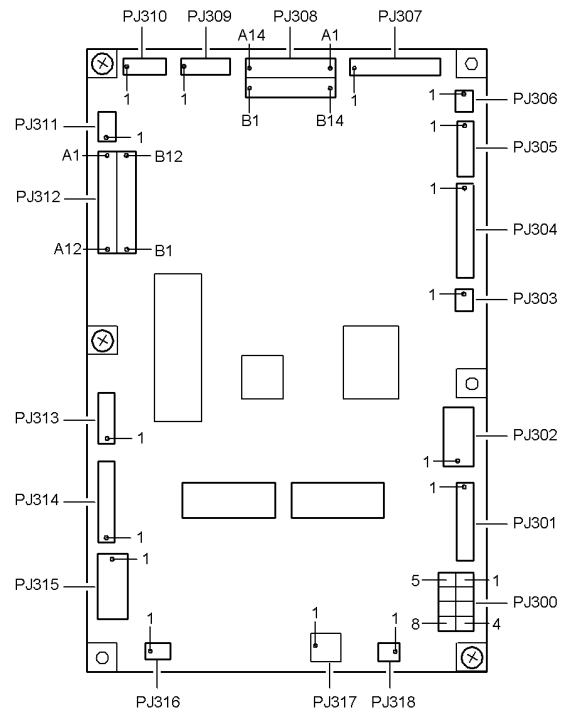 PJ310 PJ309 PJ308 PJ307
A14 A1
1 1 B1 B14 1
1 PJ306
PJ311 1
1 PJ305
A1 B12
PJ312
1 PJ304
A12 B1
1 PJ303
PJ313
1
PJ302
1
PJ314
1
1 PJ301
PJ315 1
5 1
PJ300
8 4
1 1 1
PJ316 PJ317 PJ318